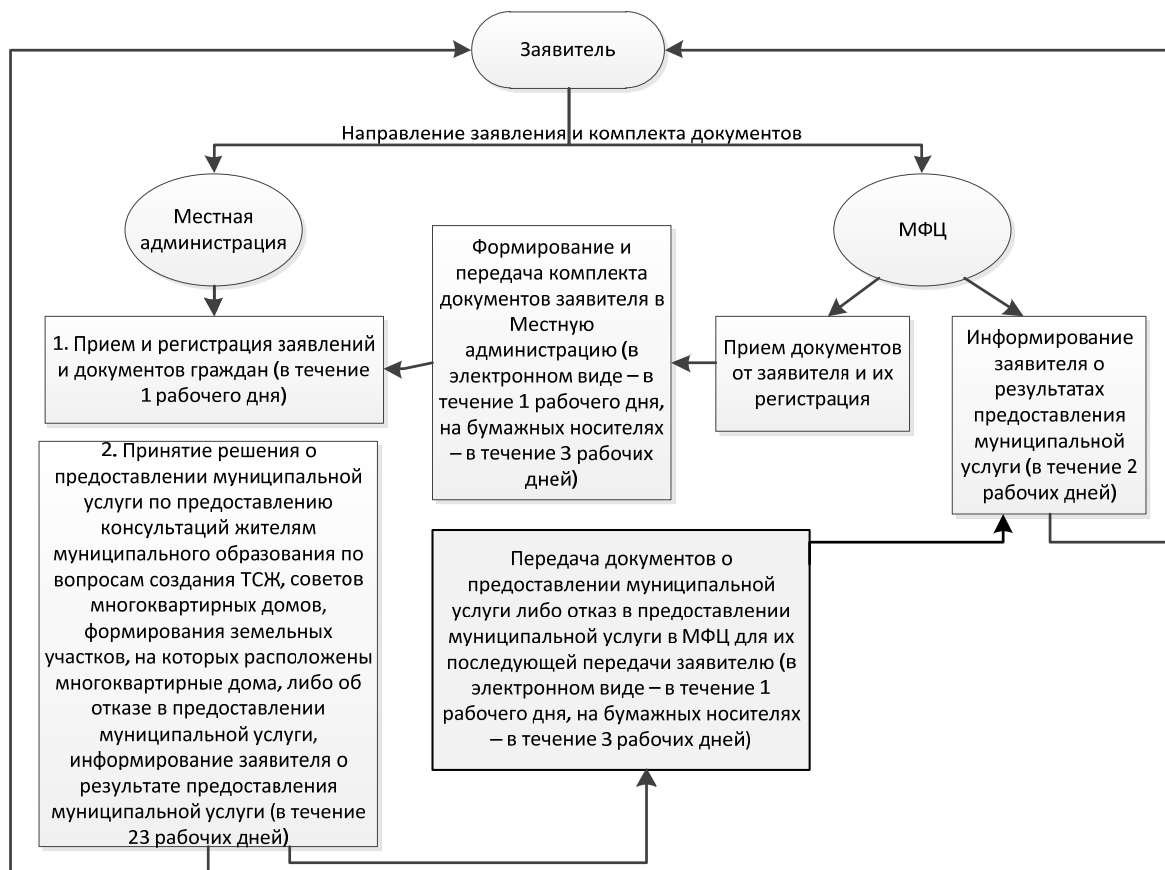 Заявитель
Направление заявления и комплекта документов
Местная
администрация
МФЦ
Формирование и
передача комплекта
документов заявителя в
Местную
администрацию (в
электронном виде – в
течение 1 рабочего дня,
на бумажных носителях
– в течение 3 рабочих
дней)
1. Прием и регистрация заявлений
и документов граждан (в течение
1 рабочего дня)
Прием документов
от заявителя и их
регистрация
Информирование
заявителя о
результатах
предоставления
муниципальной
услуги (в течение 2
рабочих дней)
2. Принятие решения о
предоставлении муниципальной
услуги по предоставлению
консультаций жителям
муниципального образования по
вопросам создания ТСЖ, советов
многоквартирных домов,
формирования земельных
участков, на которых расположены
многоквартирные дома, либо об
отказе в предоставлении
муниципальной услуги,
информирование заявителя о
результате предоставления
муниципальной услуги (в течение
23 рабочих дней)
Передача документов о
предоставлении муниципальной
услуги либо отказ в предоставлении
муниципальной услуги в МФЦ для их
последующей передачи заявителю (в
электронном виде – в течение 1
рабочего дня, на бумажных носителях
– в течение 3 рабочих дней)